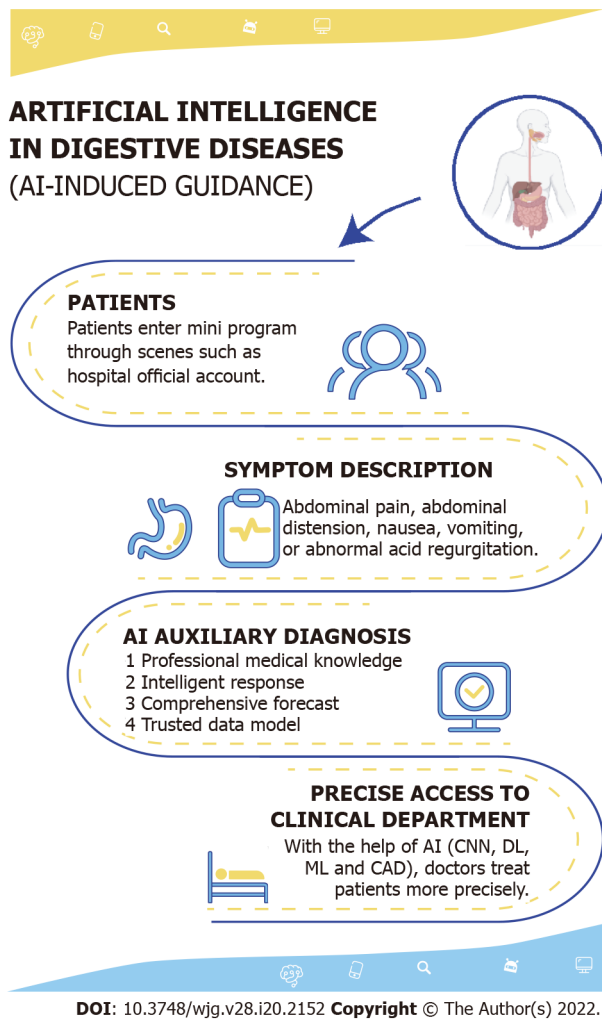 ARTIFICIAL INTELLIGENCE
IN DIGESTIVE DISEASES
(AI-INDUCED GUIDANCE)
PATIENTS
Patients enter mini program
through scenes such as
hospital official account.
SYMPTOM DESCRIPTION
Abdominal pain, abdominal
distension, nausea, vomiting,
or abnormal acid regurgitation.
AI AUXILIARY DIAGNOSIS
1 Professional medical knowledge
2 Intelligent response
3 Comprehensive forecast
4 Trusted data model
PRECISE ACCESS TO
CLINICAL DEPARTMENT
With the help of AI (CNN, DL,
ML and CAD), doctors treat
patients more precisely.
DOI: 10.3748/wjg.v28.i20.2152 Copyright © The Author(s) 2022.